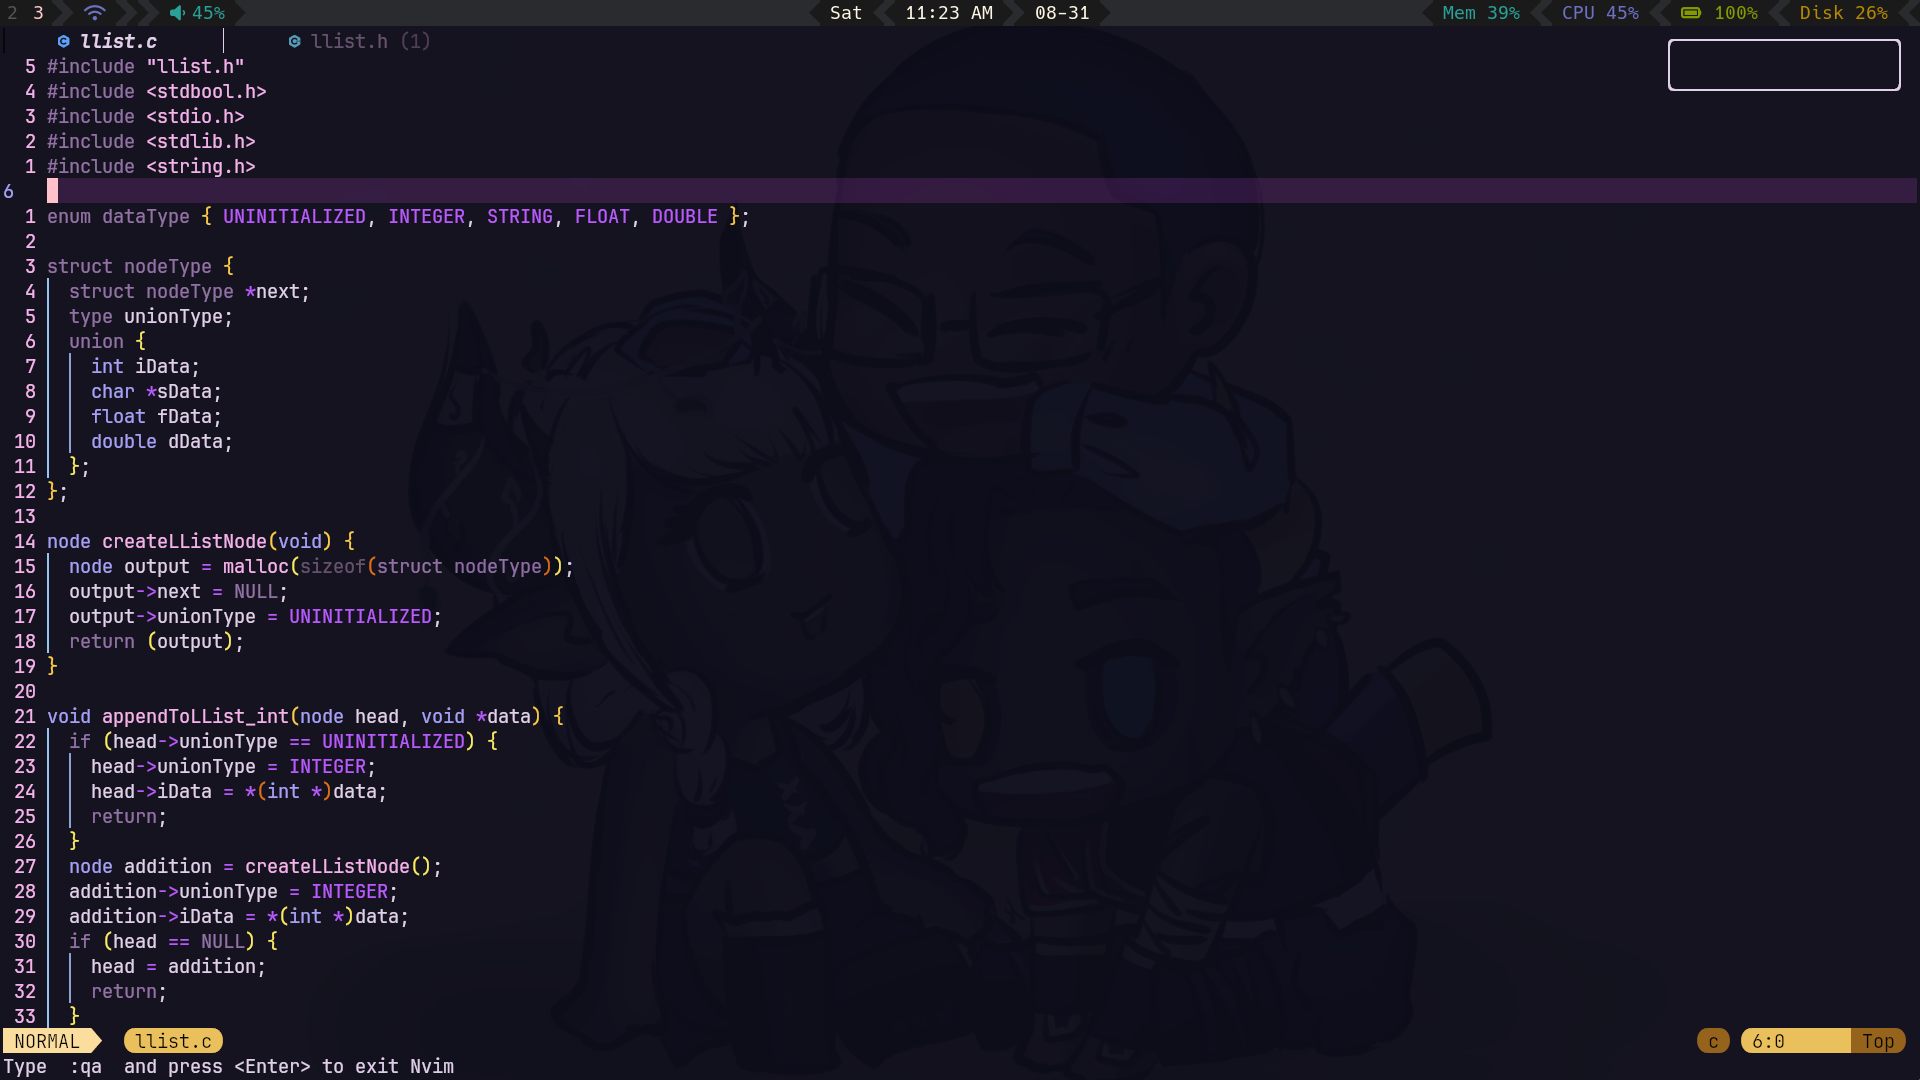 2 3 45% Sat 11:23 AM 08-31 Mem 39% CPU 45% 100% Disk 26%
llist.c llist.h (1)
5 #include "llist.h"
4 #include <stdbool.h>
3 #include <stdio.h>
2 #include <stdlib.h>
1 #include <string.h>
6
1 enum dataType { UNINITIALIZED, INTEGER, STRING, FLOAT, DOUBLE };
2
3 struct nodeType {
4 struct nodeType *next;
5 type unionType;
6 union {
7 int iData;
8 char *sData;
9 float fData;
10 double dData;
11 };
12 };
13
14 node createLListNode(void) {
15 node output = malloc(sizeof(struct nodeType));
16 output->next = NULL;
17 output->unionType = UNINITIALIZED;
18 return (output);
19 }
20
21 void appendToLList_int(node head, void *data) {
22 if (head->unionType == UNINITIALIZED) {
23 head->unionType = INTEGER;
24 head->iData = *(int *)data;
25 return;
26 }
27 node addition = createLListNode();
28 addition->unionType = INTEGER;
29 addition->iData = *(int *)data;
30 if (head == NULL) {
31 head = addition;
32 return;
33 }
NORMAL llist.c c 6:0 Top
Type :qa and press <Enter> to exit Nvim